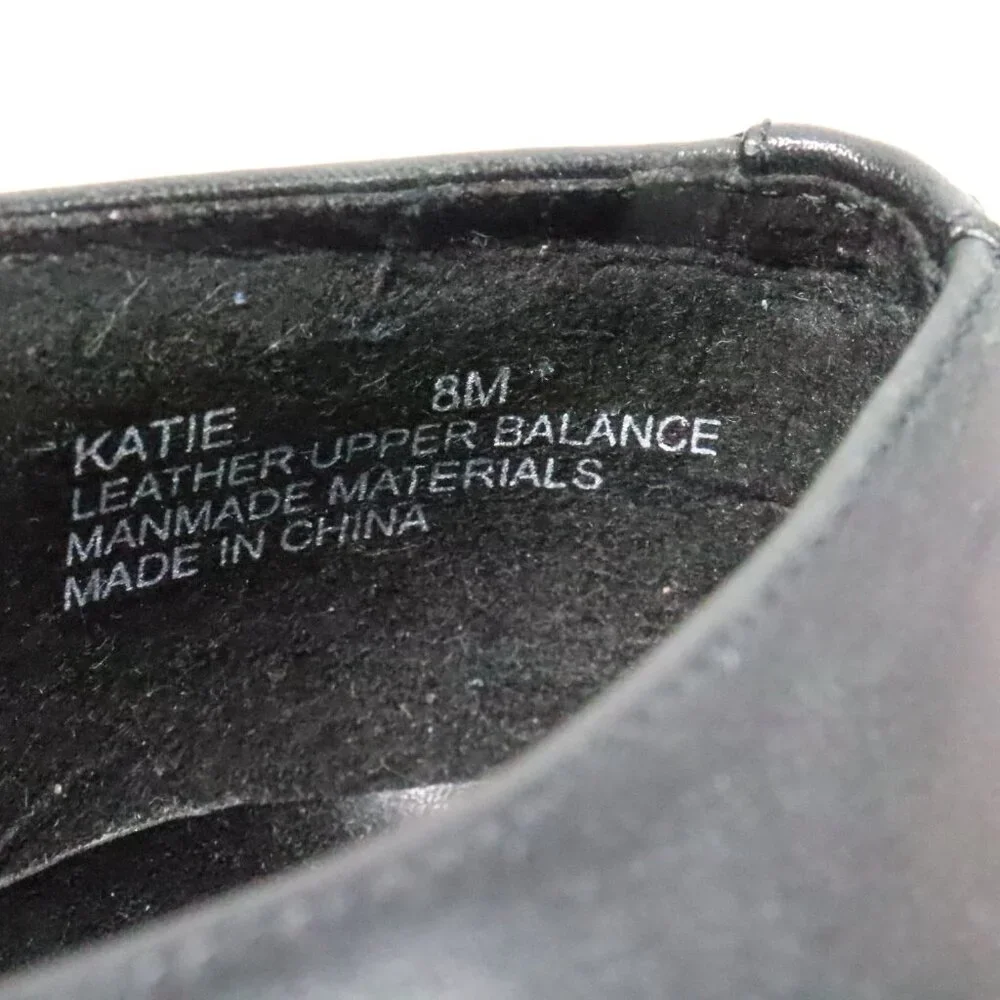 KATIE 8M
LEATHER UPPER BALANCE
MANMADE MATERIALS
MADE IN CHINA